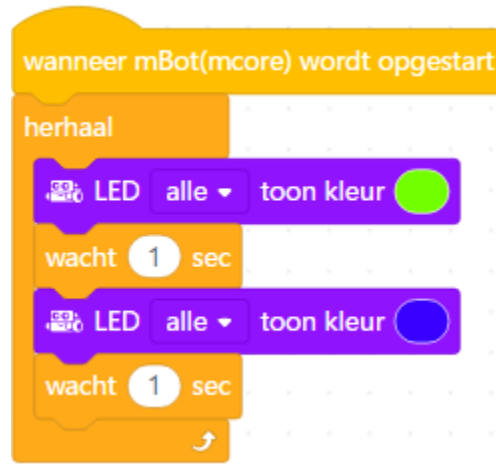 wanneer mBot(mcore) wordt opgestart
herhaal
LED alle toon kleur
wacht 1 sec
LED alle toon kleur
wacht 1 sec